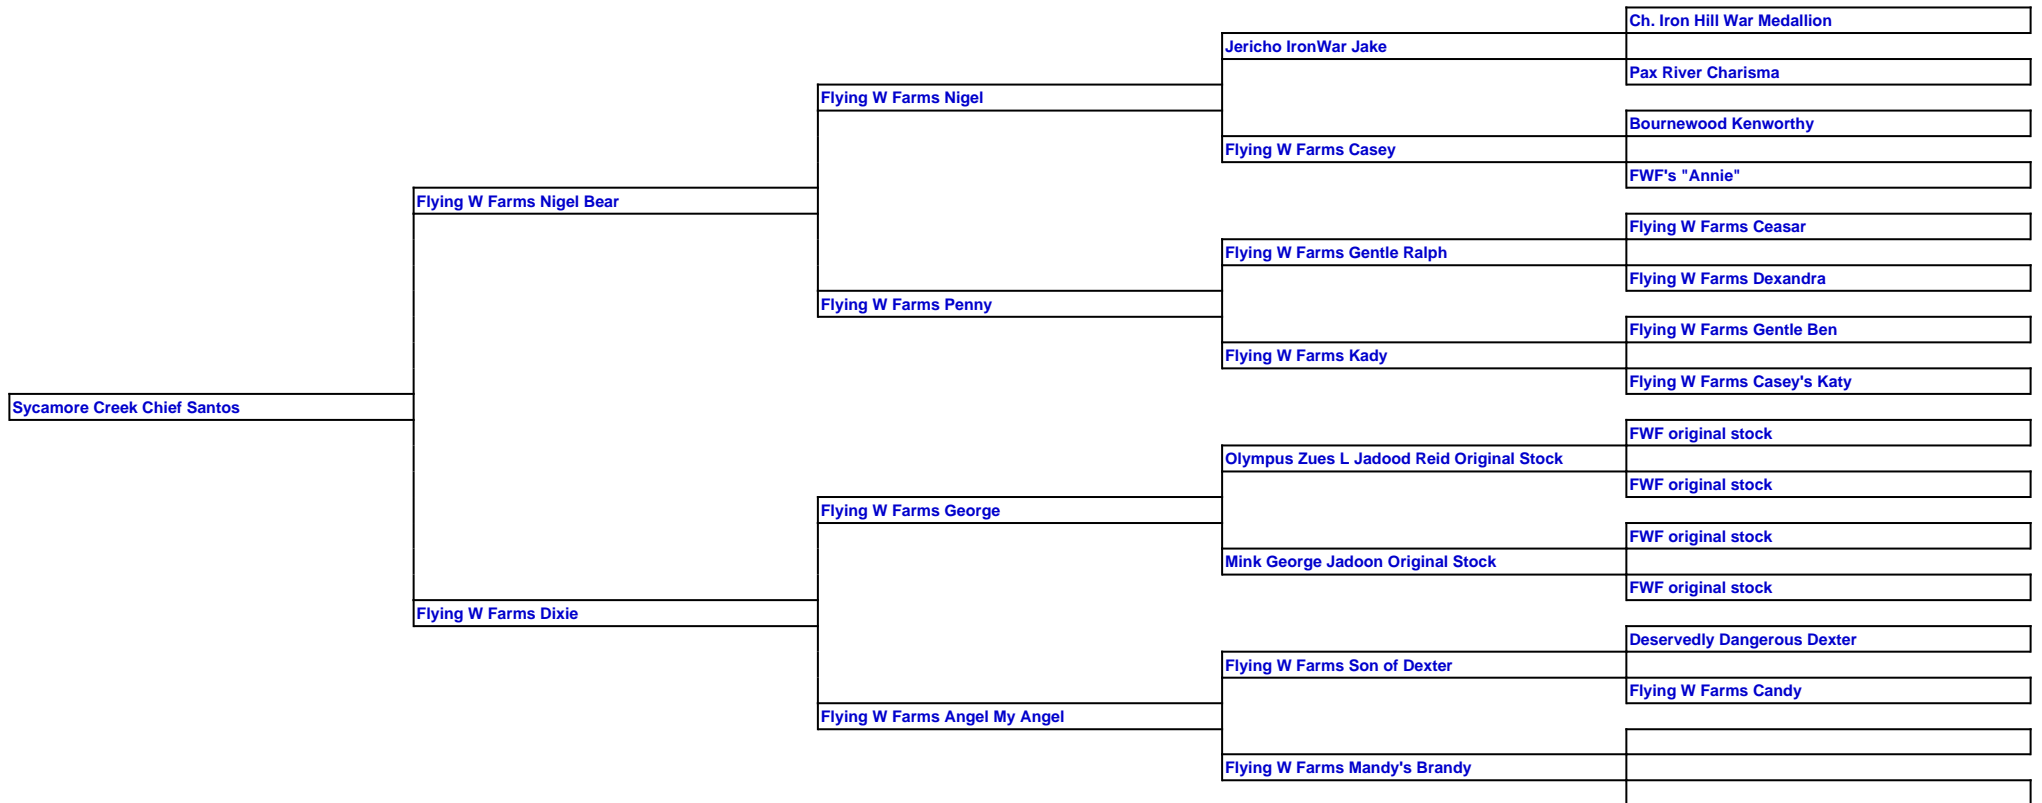 Ch. Iron Hill War Medallion
Jericho IronWar Jake
Pax River Charisma
Flying W Farms Nigel
Bournewood Kenworthy
Flying W Farms Casey
FWF's "Annie"
Flying W Farms Nigel Bear
Flying W Farms Ceasar
Flying W Farms Gentle Ralph
Flying W Farms Dexandra
Flying W Farms Penny
Flying W Farms Gentle Ben
Flying W Farms Kady
Flying W Farms Casey's Katy
Sycamore Creek Chief Santos
FWF original stock
Olympus Zues L Jadood Reid Original Stock
FWF original stock
Flying W Farms George
FWF original stock
Mink George Jadoon Original Stock
FWF original stock
Flying W Farms Dixie
Deservedly Dangerous Dexter
Flying W Farms Son of Dexter
Flying W Farms Candy
Flying W Farms Angel My Angel
Flying W Farms Mandy's Brandy